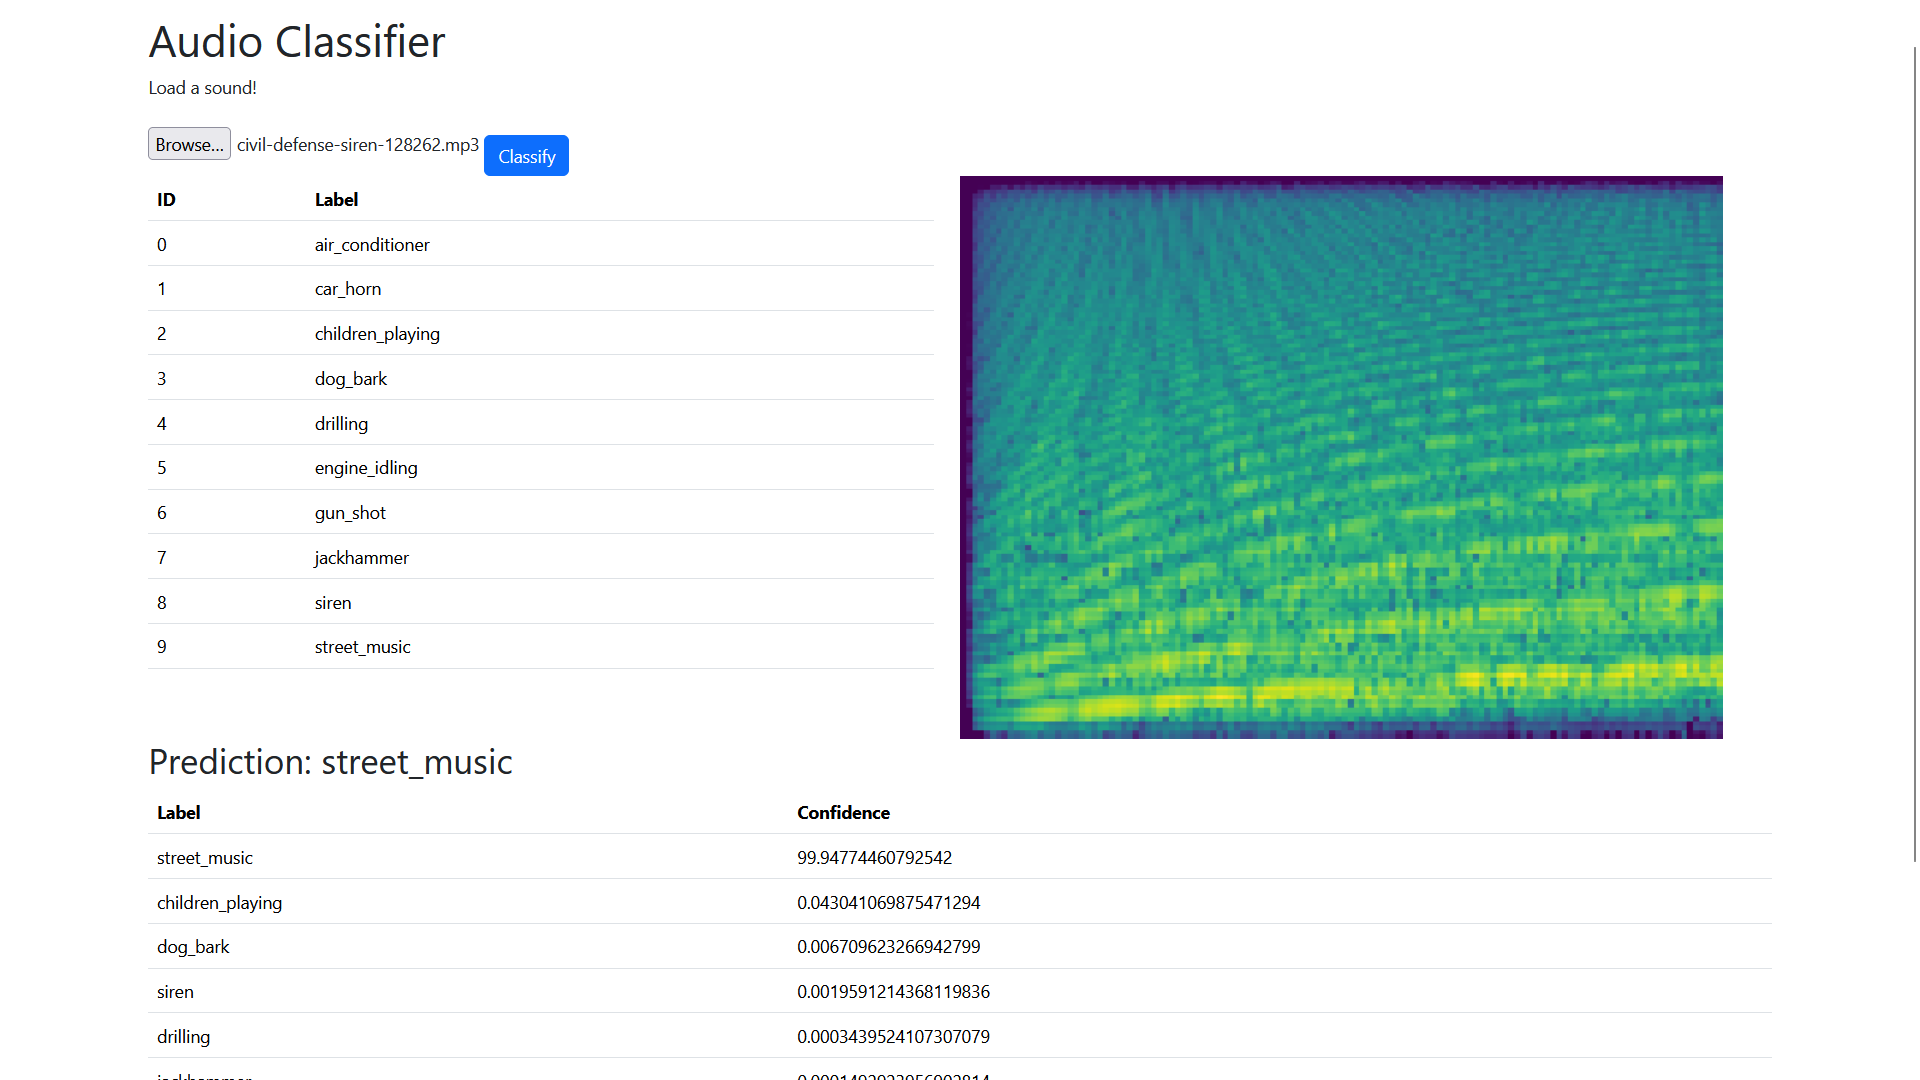 Audio Classifier
Load a sound!
Browse... civil-defense-siren-128262.mp3 Classify
ID Label
0 air_conditioner
1 car_horn
2 children_playing
3 dog_bark
4 drilling
5 engine_idling
6 gun_shot
7 jackhammer
8 siren
9 street_music
Prediction: street_music
Label Confidence
street_music 99.94774460792542
children_playing 0.043041069875471294
dog_bark 0.006709623266942799
siren 0.0019591214368119836
drilling 0.0003439524107307079